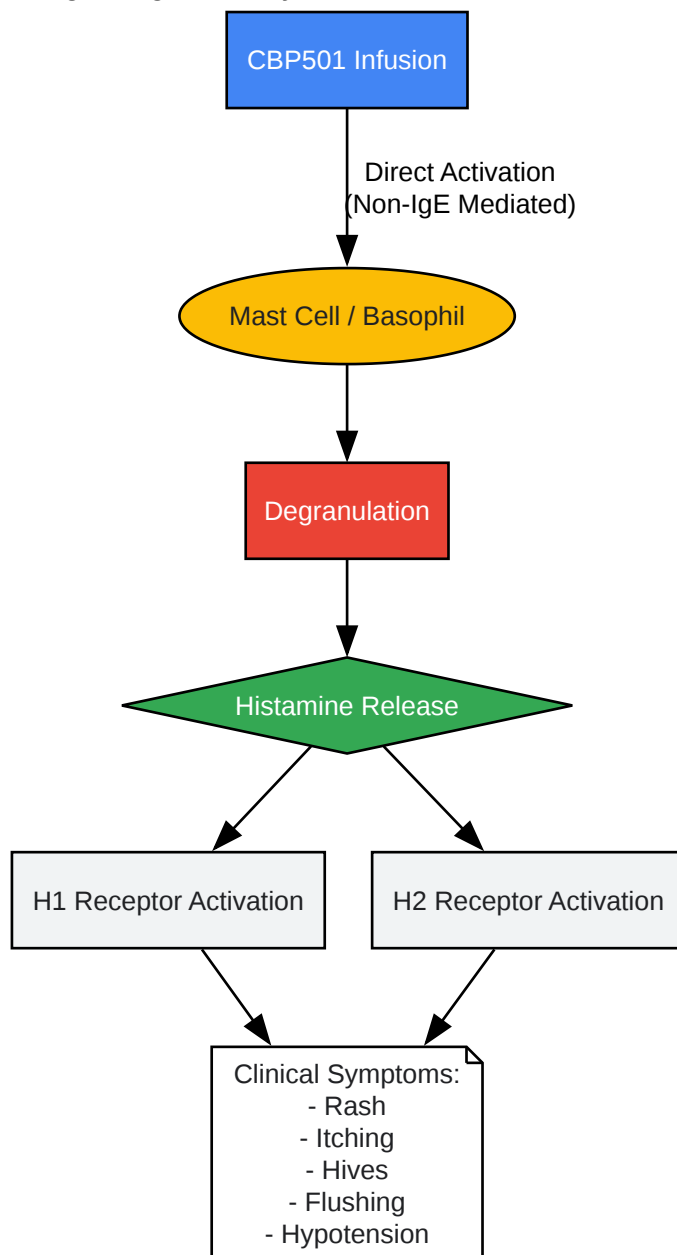 CBP501 Infusion
Direct Activation
(Non-IgE Mediated)
Mast Cell / Basophil
Degranulation
Histamine Release
H1 Receptor Activation
H2 Receptor Activation
Clinical Symptoms:
- Rash
- Itching
- Hives
- Flushing
- Hypotension